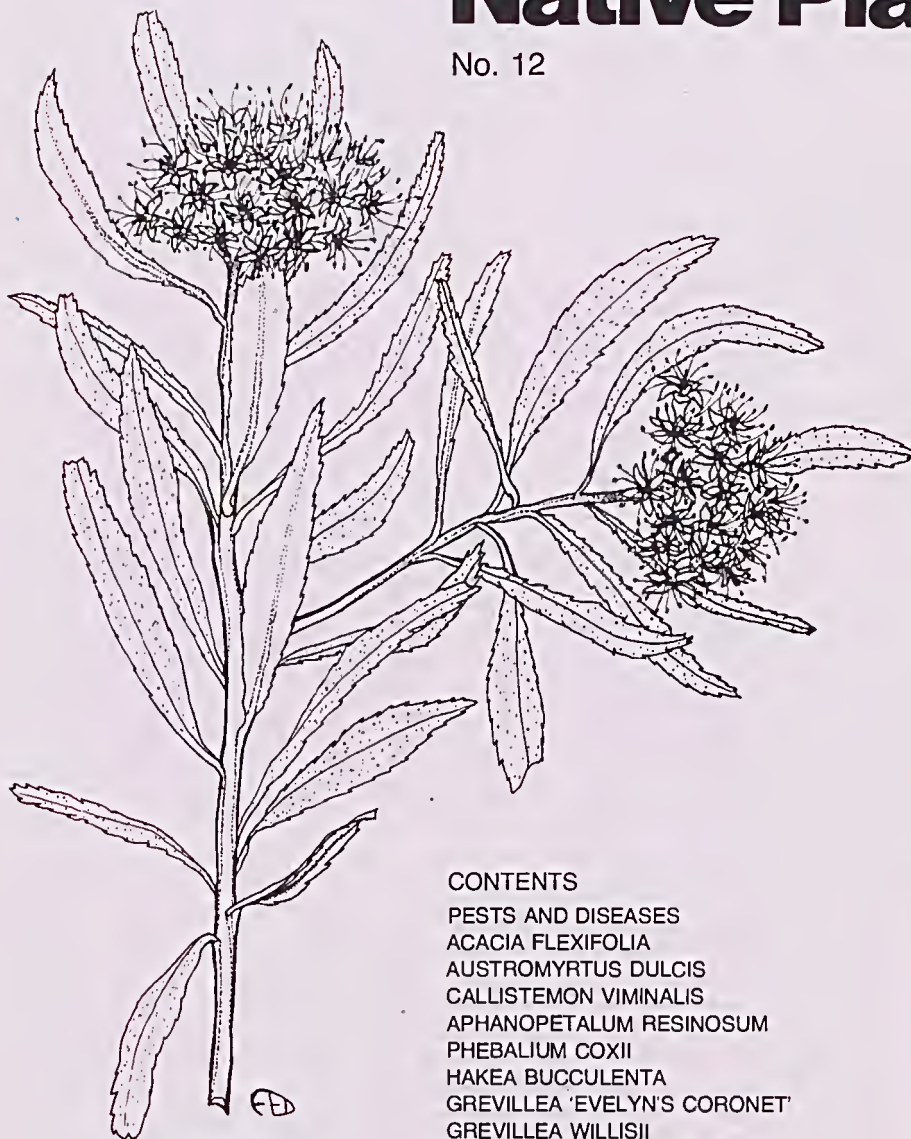 Native
No. 12
CONTENTS
PESTS AND DISEASES
ACACIA FLEXIFOLIA
AUSTROMYRTUS DULCIS
CALLISTEMON VIMINALIS
APHANOPETALUM RESINOSUM
PHEBALIUM COXII
HAKEA BUCCULENTA
GREVILLEA 'EVELYN'S CORONET'
GREVILLEA WILLISII